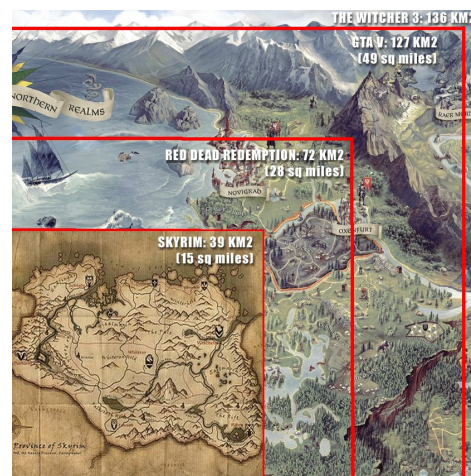 THE WITCHER 3: 136 KM2
GTA V: 127 KM2
(49 sq miles)
NORTHERN REALMS
RED DEAD REDEMPTION: 72 KM2
(28 sq miles)
NOVIGRAD
OXENFURT
SKYRIM: 39 KM2
(15 sq miles)
Province of Skyrim